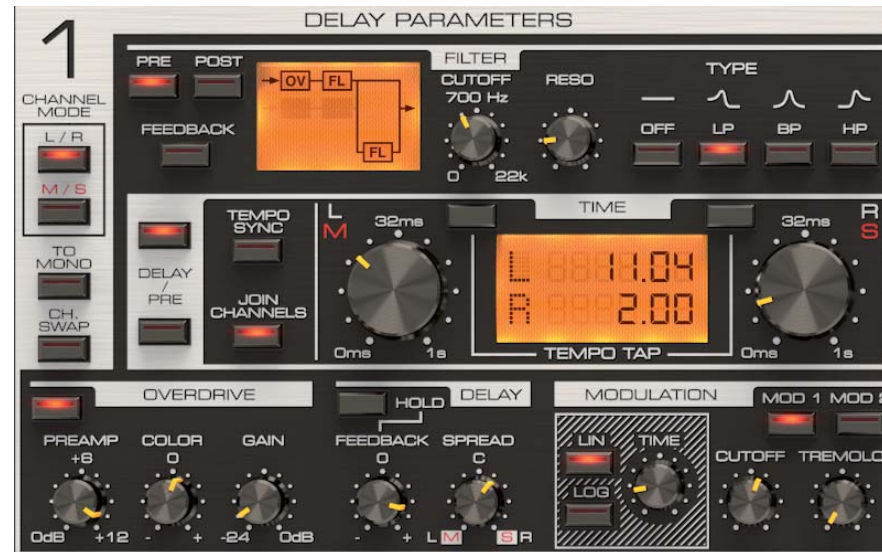 DELAY PARAMETERS
1
CHANNEL
MODE
L / R
M / S
TO
MONO
CH.
SWAP
PRE POST
FEEDBACK
OV FL
FL
FILTER
CUTOFF
700 Hz
0 22k
RESO
TYPE
OFF LP BP HP
DELAY
/
PRE
TEMPO
SYNC
JOIN
CHANNELS
L
M
32ms
0ms 1s
TIME
L 11.04
R 2.00
TEMPO TAP
32ms
R
S
0ms 1s
OVERDRIVE
PREAMP COLOR GAIN
+6 0
0dB +12 - + -24 0dB
HOLD DELAY
FEEDBACK SPREAD
0 C
- + L M S R
MODULATION
LIN
LOG
TIME
MOD 1 MOD 2
CUTOFF TREMOLO